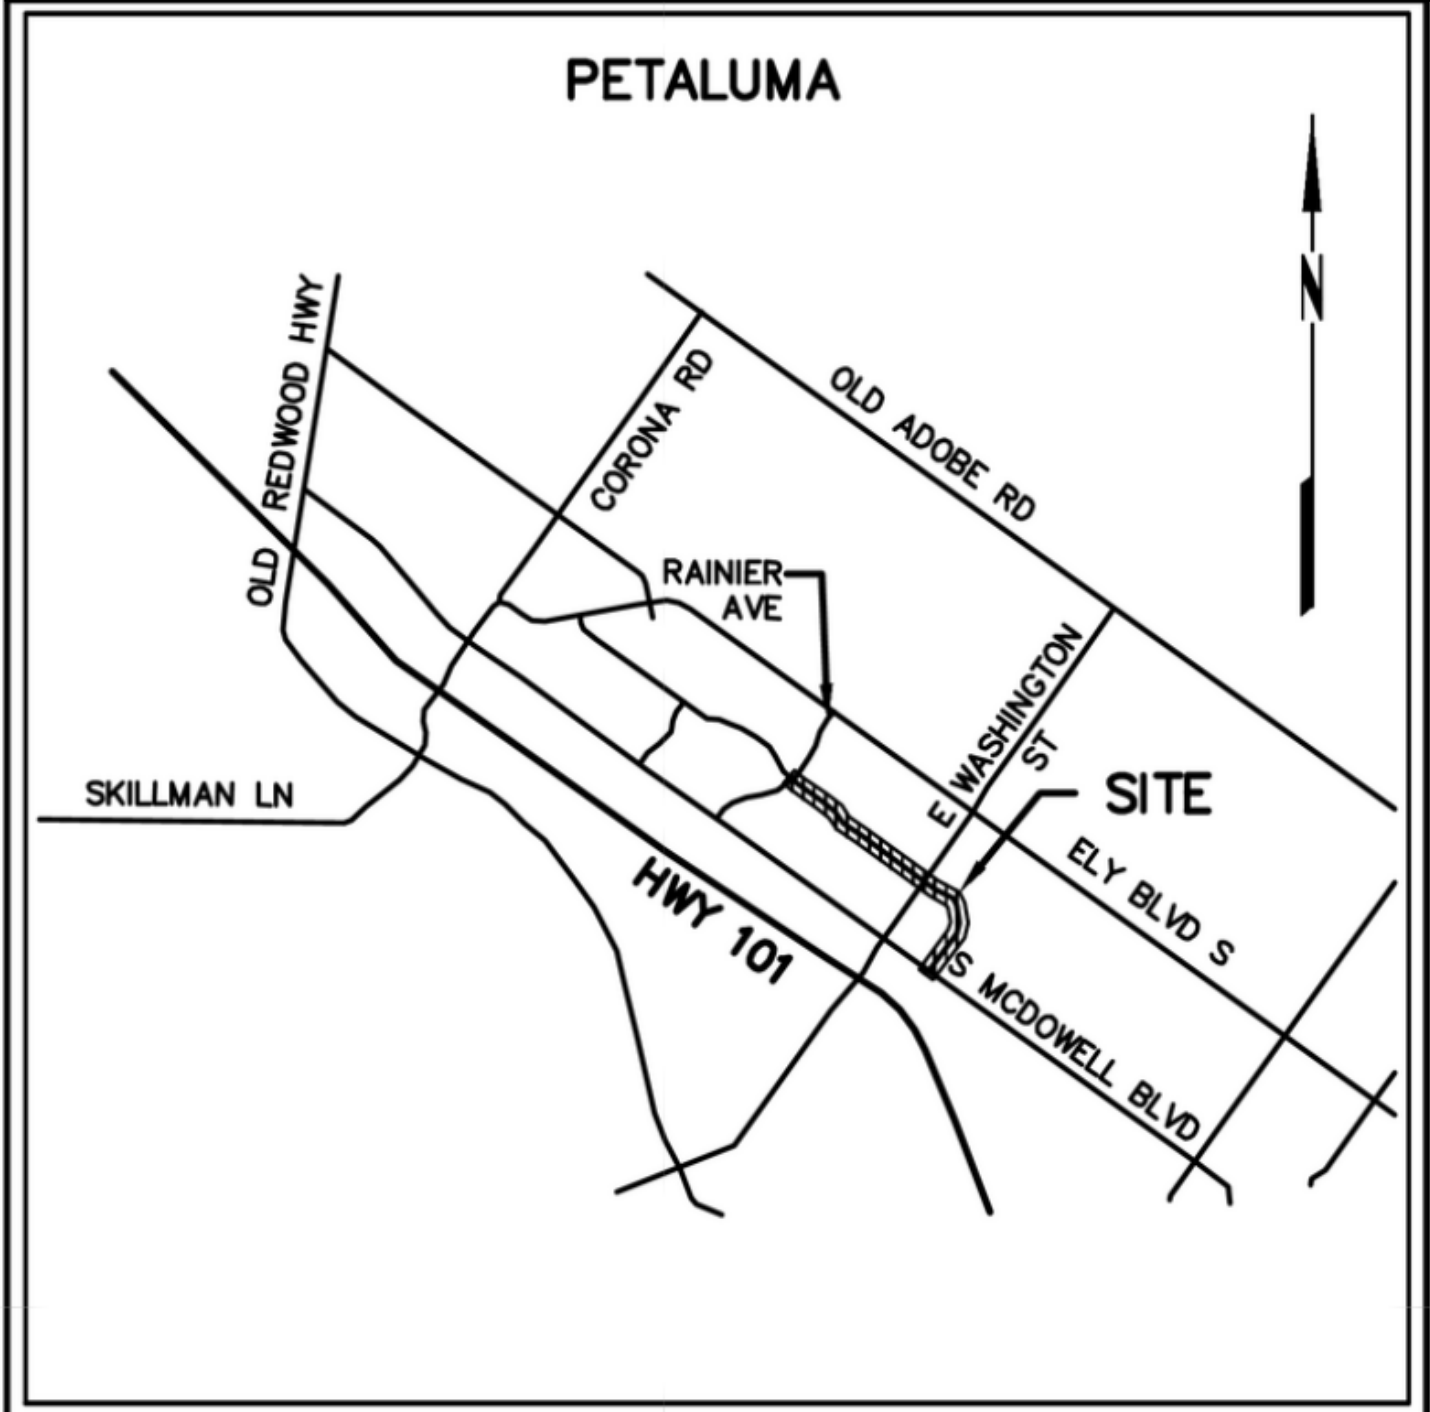 PETALUMA
N
OLD REDWOOD HWY
CORONA RD
OLD ADOBE RD
RAINIER
AVE
E WASHINGTON
ST
SKILLMAN LN
SITE
HWY 101
ELY BLVD S
S MCDOWELL BLVD